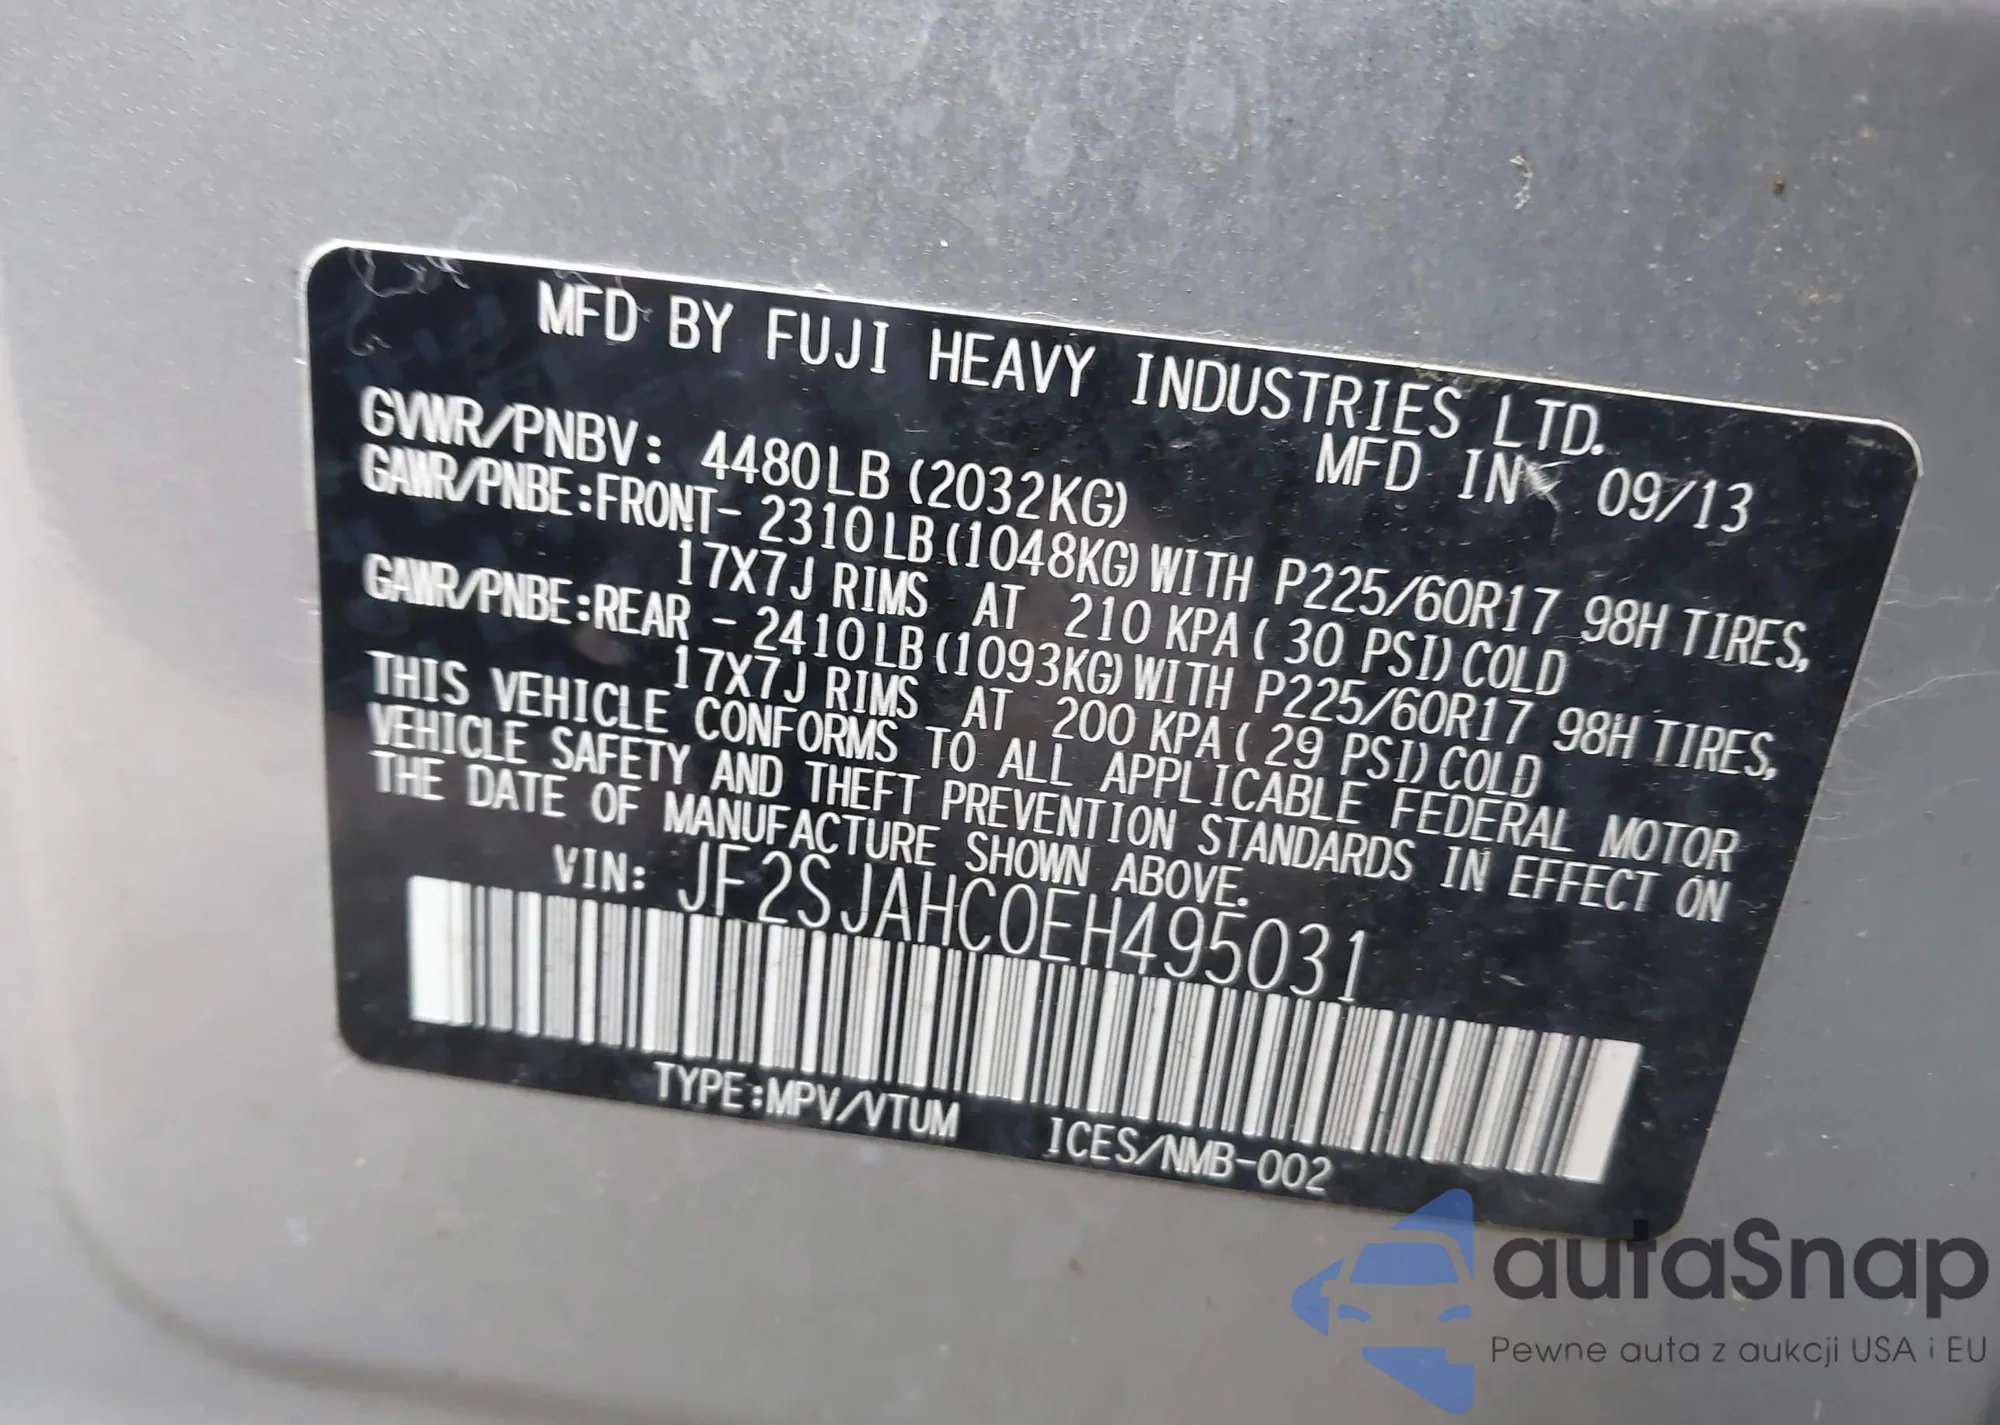 MFD BY FUJI HEAVY INDUSTRIES LTD.
MFD IN 09/13
GVWR/PNBV: 4480LB (2032KG)
GAWR/PNBE:FRONT- 2310LB(1048KG)WITH P225/60R17 98H TIRES,
17X7J RIMS AT 210 KPA( 30 PSI)COLD
GAWR/PNBE:REAR - 2410LB(1093KG)WITH P225/60R17 98H TIRES,
17X7J RIMS AT 200 KPA( 29 PSI)COLD
THIS VEHICLE CONFORMS TO ALL APPLICABLE FEDERAL MOTOR
VEHICLE SAFETY AND THEFT PREVENTION STANDARDS IN EFFECT ON
THE DATE OF MANUFACTURE SHOWN ABOVE.
VIN: JF2SJAHC0EH495031
TYPE:MPV/VTUM ICES/NMB-002
autaSnap
Pewne auta z aukcji USA i EU